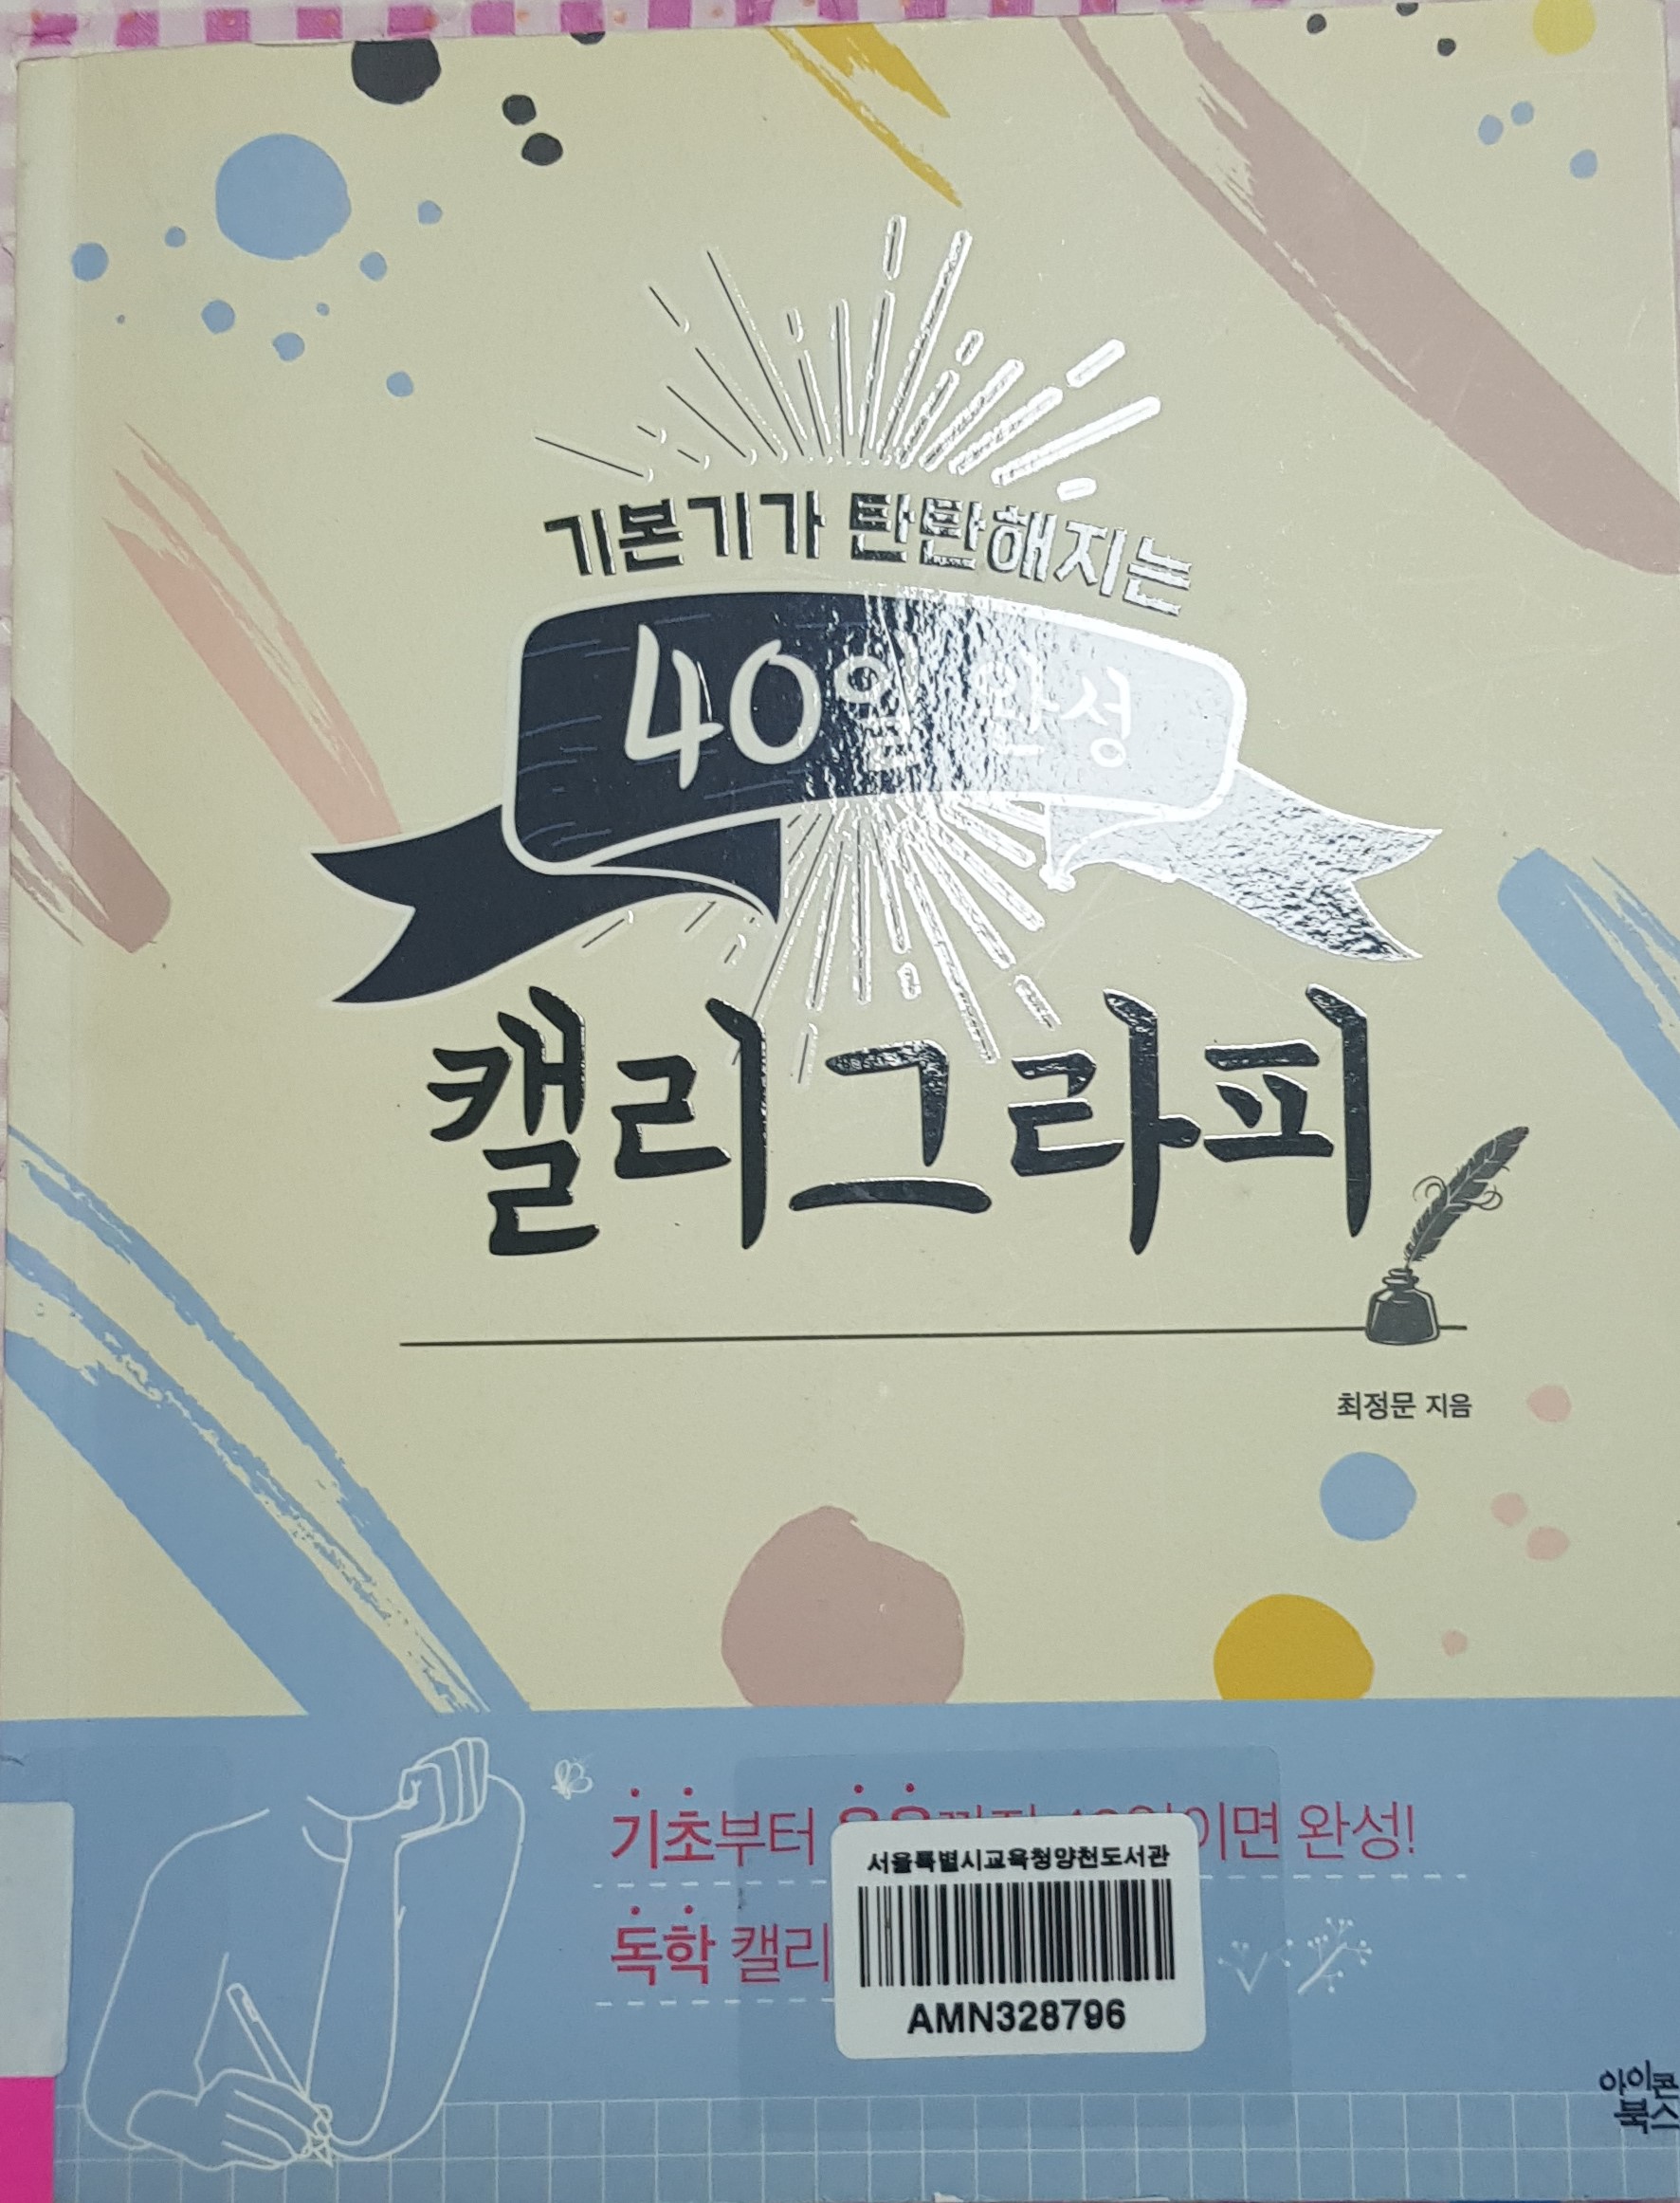 기본기가 탄탄해지는
40일 완성
캘리그라피
최정문 지음
기초부터 이면 완성!
독학 캘리
서울특별시교육청양천도서관
AMN328796
아이콘
북스